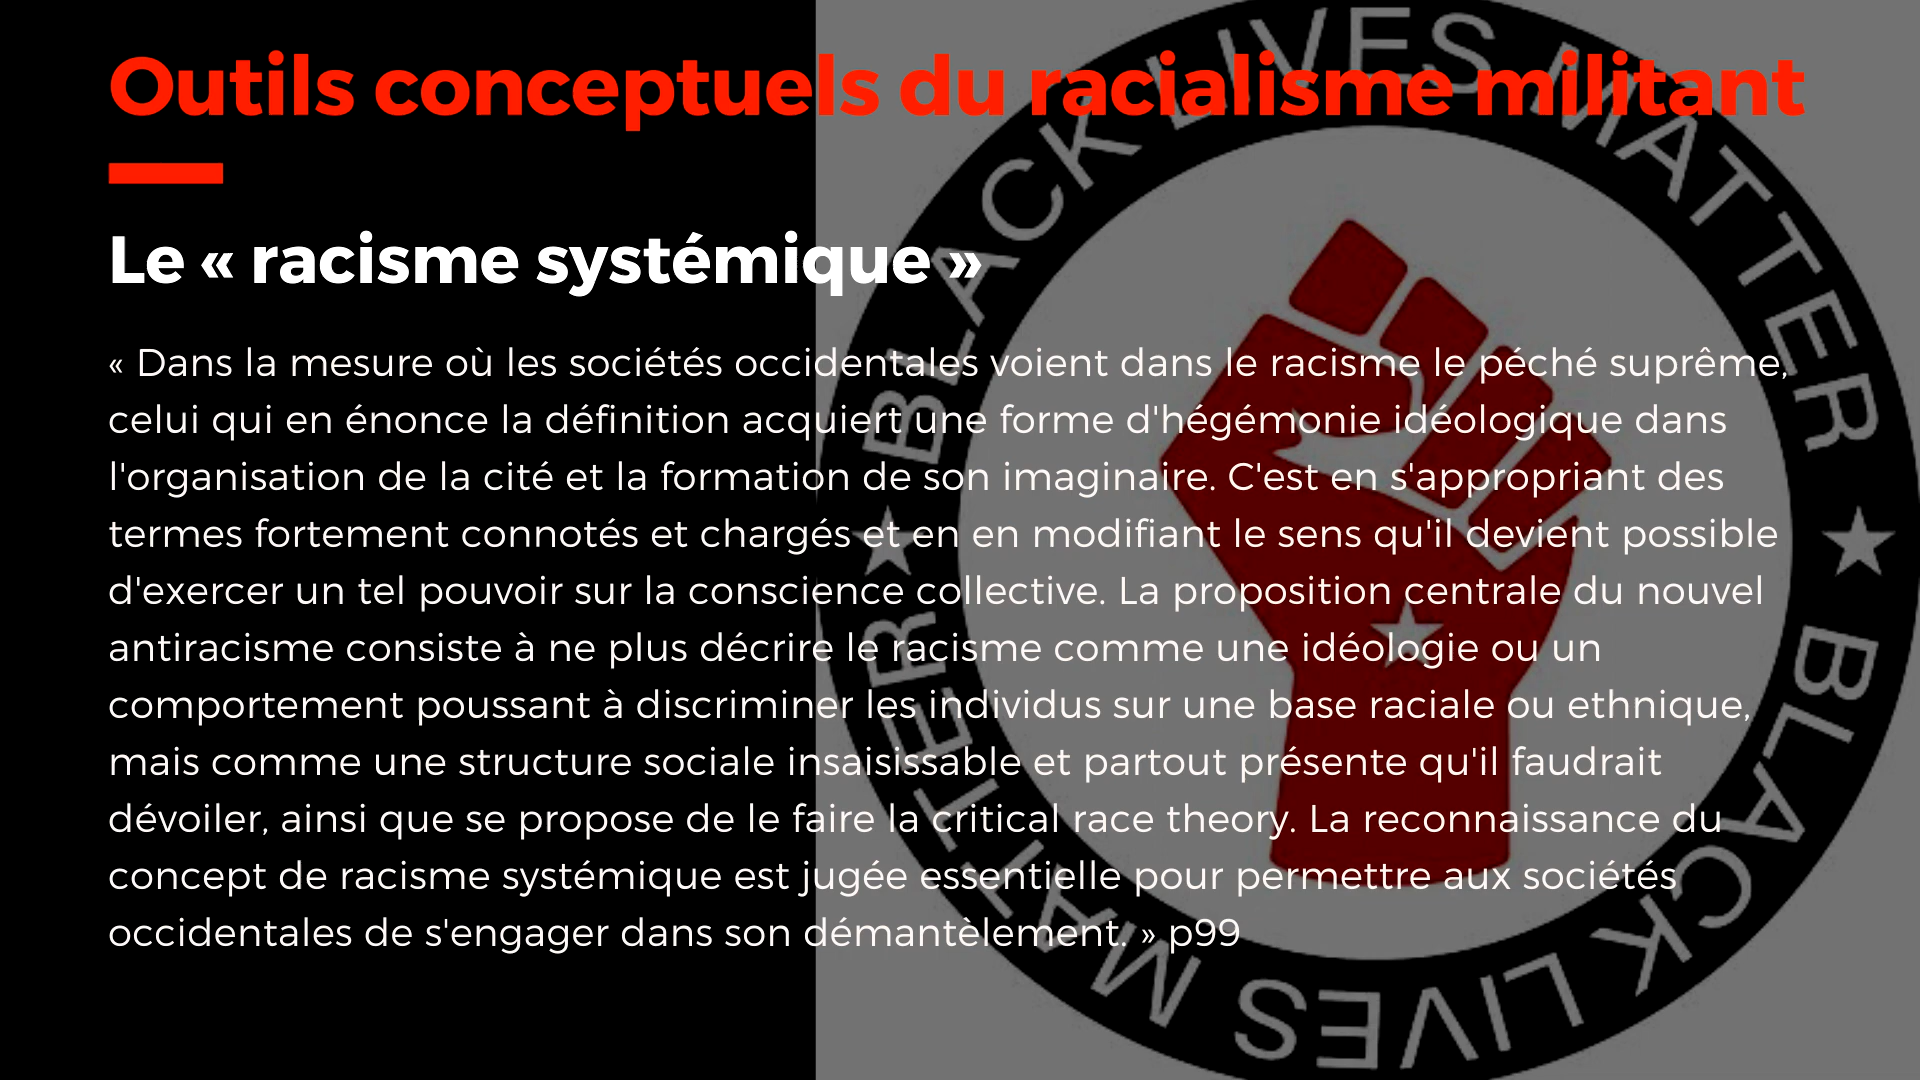 Outils conceptuels du racialisme militant
Le « racisme systémique »
« Dans la mesure où les sociétés occidentales voient dans le racisme le péché suprême,
celui qui en énonce la définition acquiert une forme d'hégémonie idéologique dans
l'organisation de la cité et la formation de son imaginaire. C'est en s'appropriant des
termes fortement connotés et chargés et en en modifiant le sens qu'il devient possible
d'exercer un tel pouvoir sur la conscience collective. La proposition centrale du nouvel
antiracisme consiste à ne plus décrire le racisme comme une idéologie ou un
comportement poussant à discriminer les individus sur une base raciale ou ethnique,
mais comme une structure sociale insaisissable et partout présente qu'il faudrait
dévoiler, ainsi que se propose de le faire la critical race theory. La reconnaissance du
concept de racisme systémique est jugée essentielle pour permettre aux sociétés
occidentales de s'engager dans son démantèlement. » p99
BLACK LIVES MATTER
BLACK LIVES MATTER